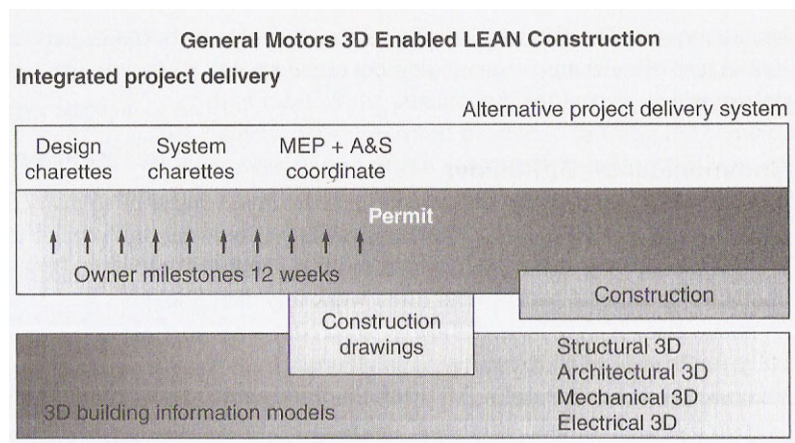 General Motors 3D Enabled LEAN Construction
Integrated project delivery
Alternative project delivery system
Design
charettes
System
charettes
MEP + A&S
coordinate
Permit
Owner milestones 12 weeks
Construction
Construction
drawings
Structural 3D
Architectural 3D
Mechanical 3D
Electrical 3D
3D building information models